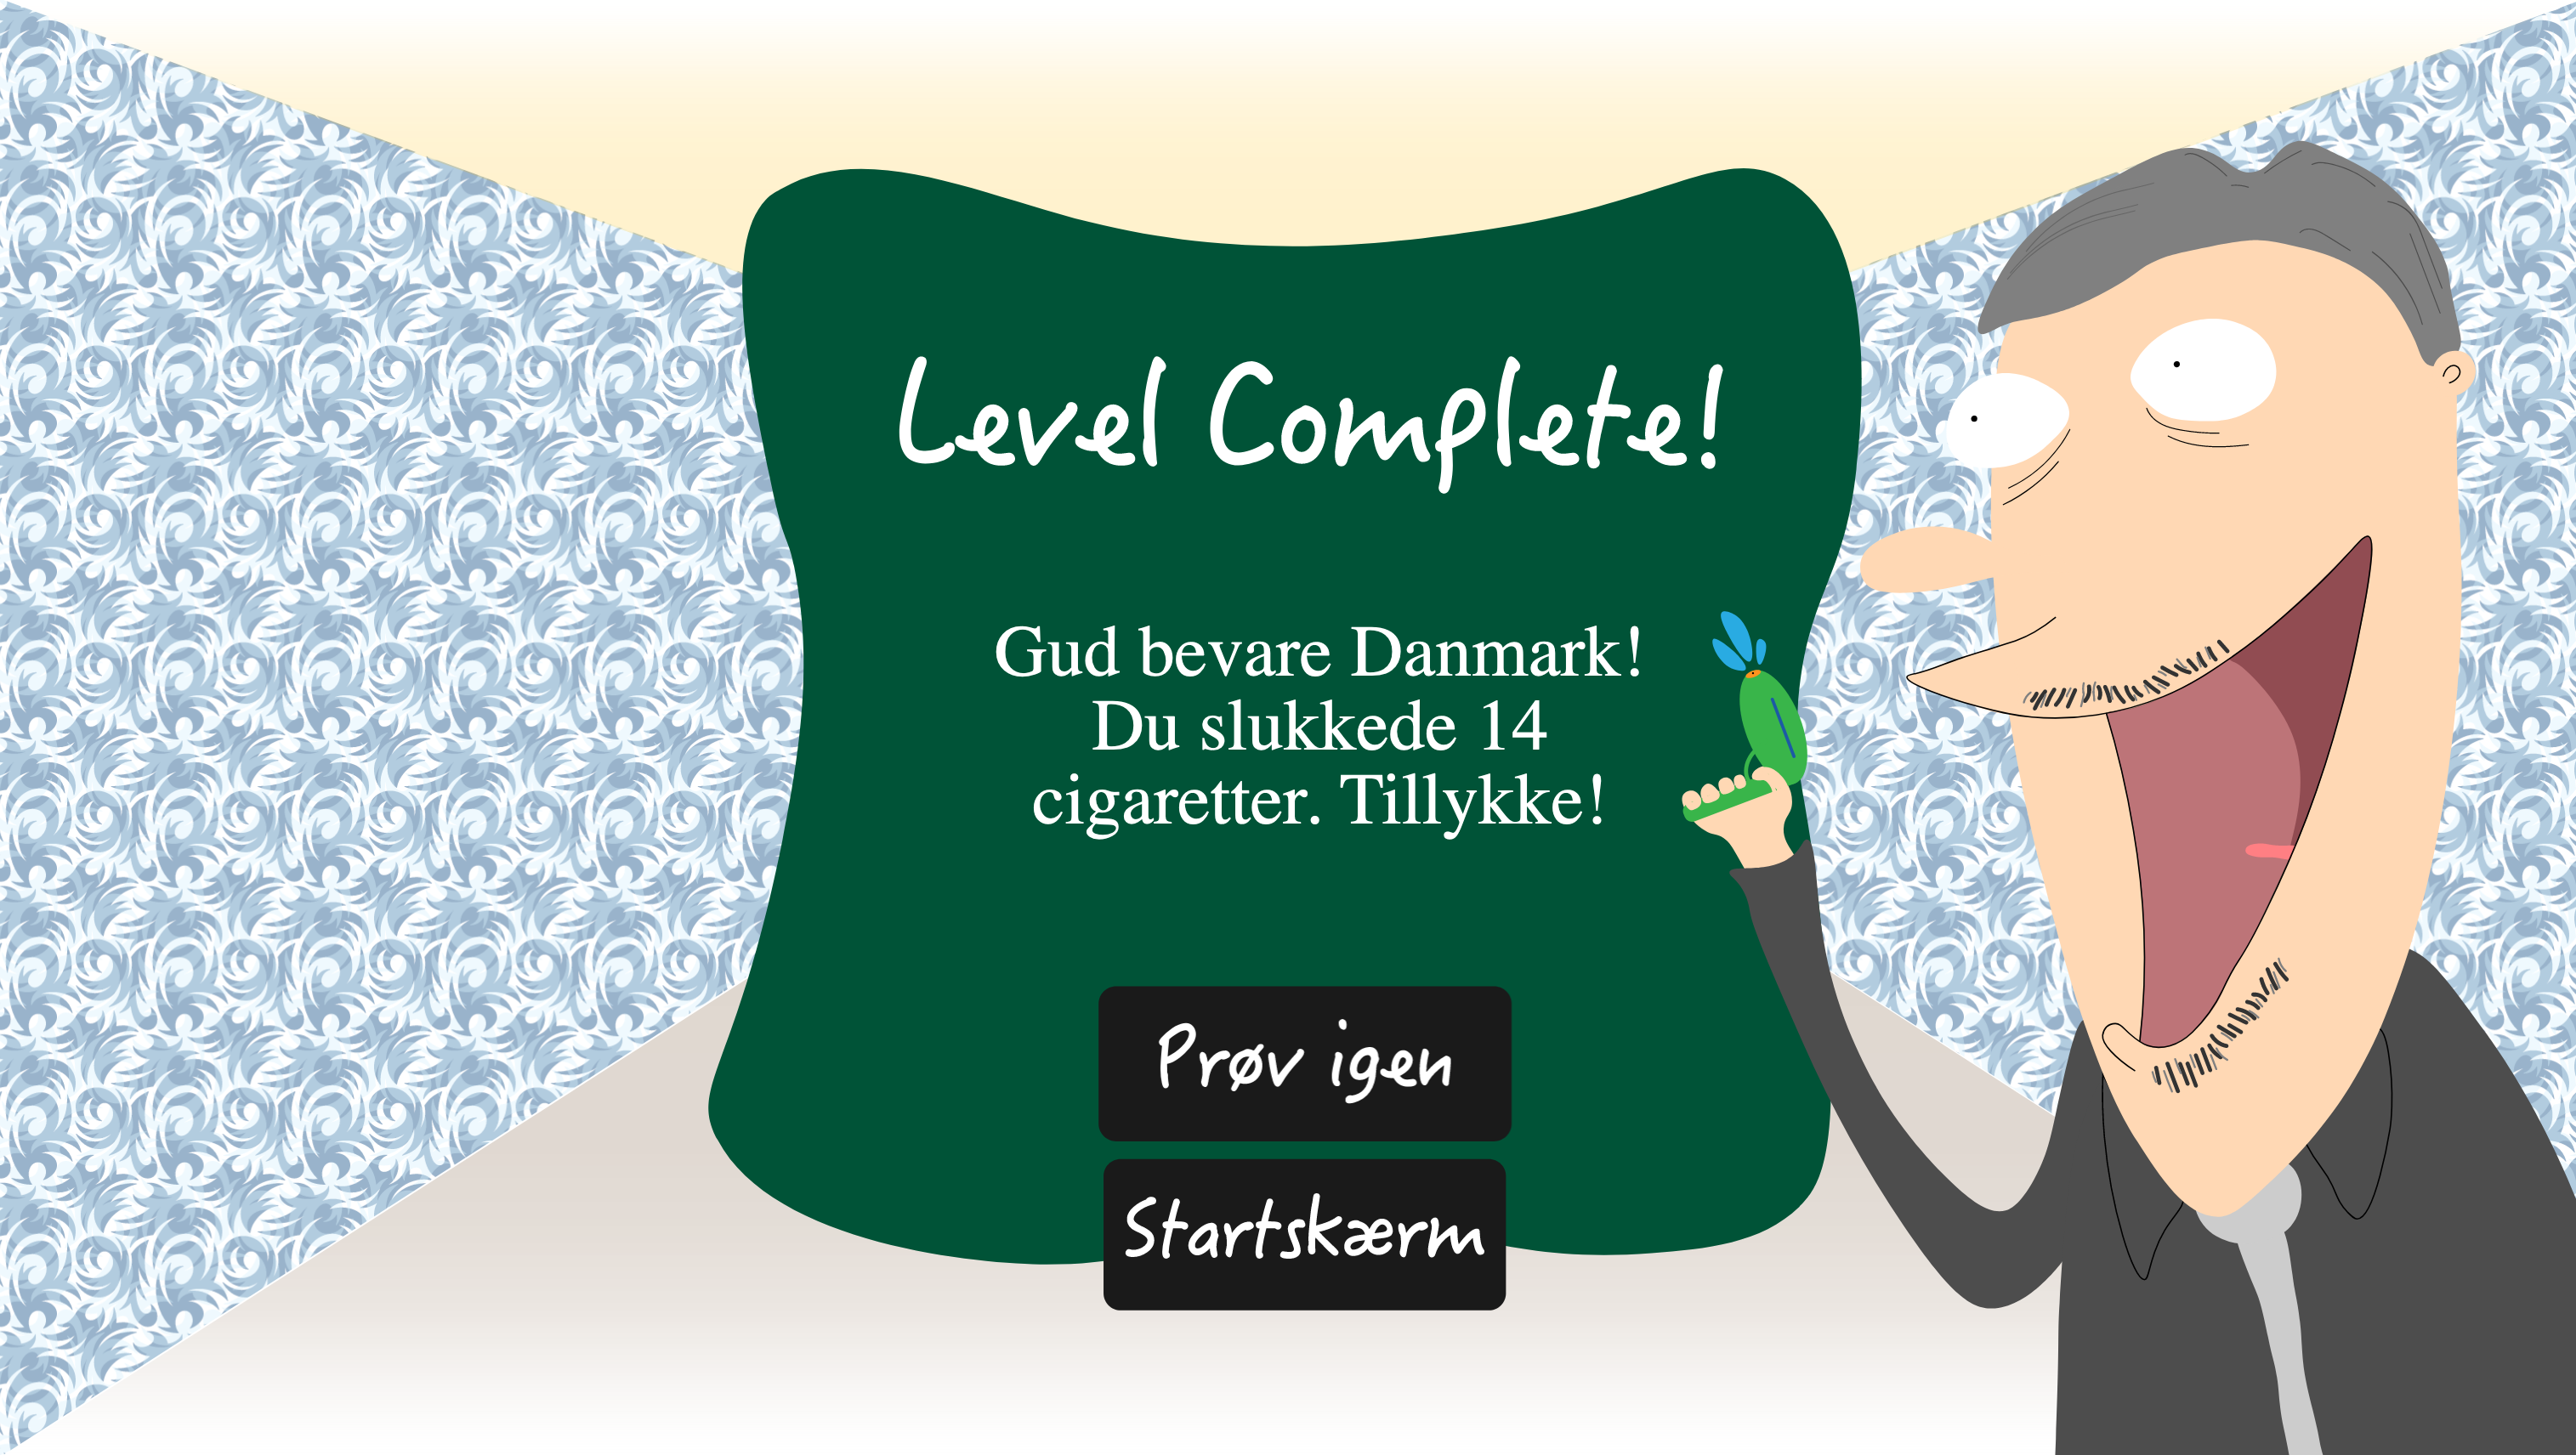 Level Complete!
Gud bevare Danmark!
Du slukkede 14
cigaretter. Tillykke!
Prøv igen
Startskærm